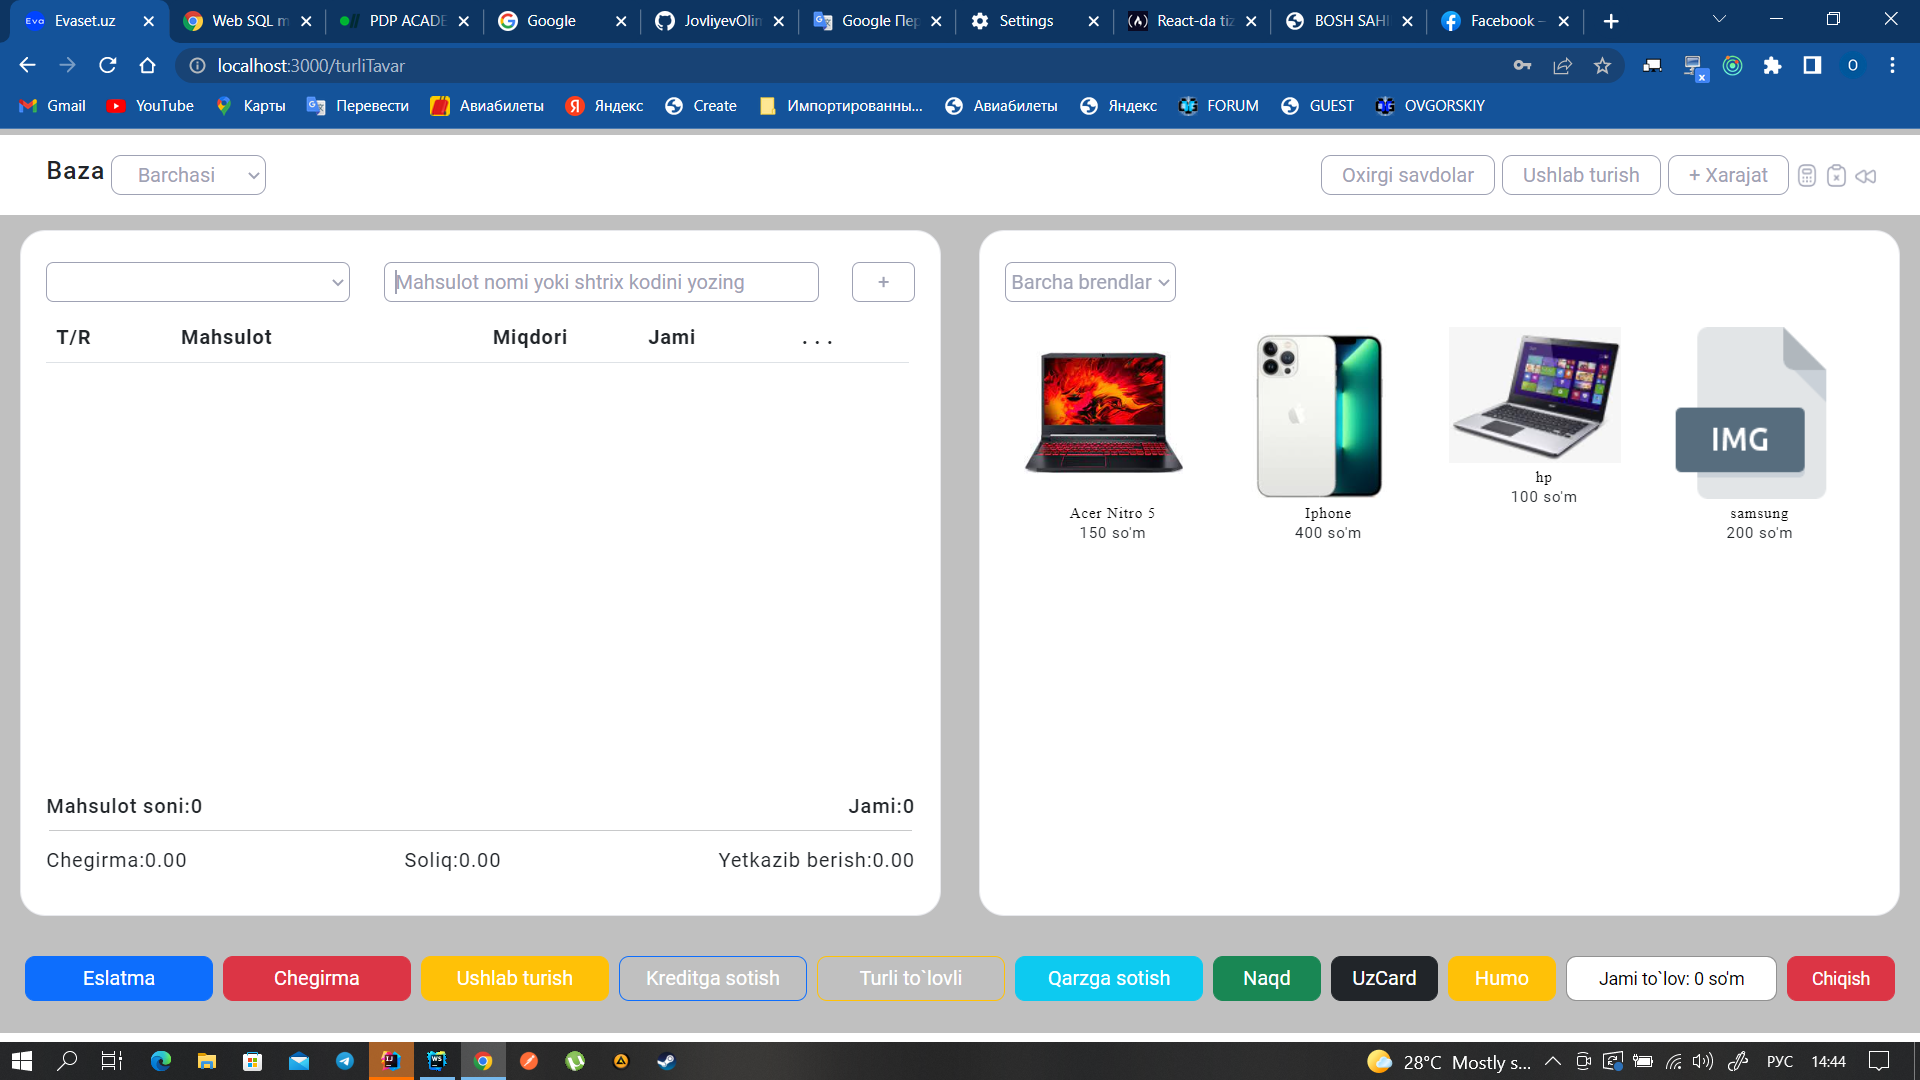 Evaset.uz
Web SQL m
PDP ACADE
Google
JovliyevOlim
Google Пер
Settings
React-da tiz
BOSH SAHI
Facebook –
localhost:3000/turliTavar
O
Gmail
YouTube
Карты
Перевести
Авиабилеты
Яндекс
Create
Импортированны...
Авиабилеты
Яндекс
FORUM
GUEST
OVGORSKIY
Baza
Barchasi
Oxirgi savdolar
Ushlab turish
+ Xarajat
Mahsulot nomi yoki shtrix kodini yozing
+
Barcha brendlar
T/R Mahsulot Miqdori Jami . . .
IMG
Acer Nitro 5
150 so'm
Iphone
400 so'm
hp
100 so'm
samsung
200 so'm
Mahsulot soni:0
Jami:0
Chegirma:0.00
Soliq:0.00
Yetkazib berish:0.00
Eslatma
Chegirma
Ushlab turish
Kreditga sotish
Turli to`lovli
Qarzga sotish
Naqd
UzCard
Humo
Jami to`lov: 0 so'm
Chiqish
28°C Mostly s...
РУС
14:44